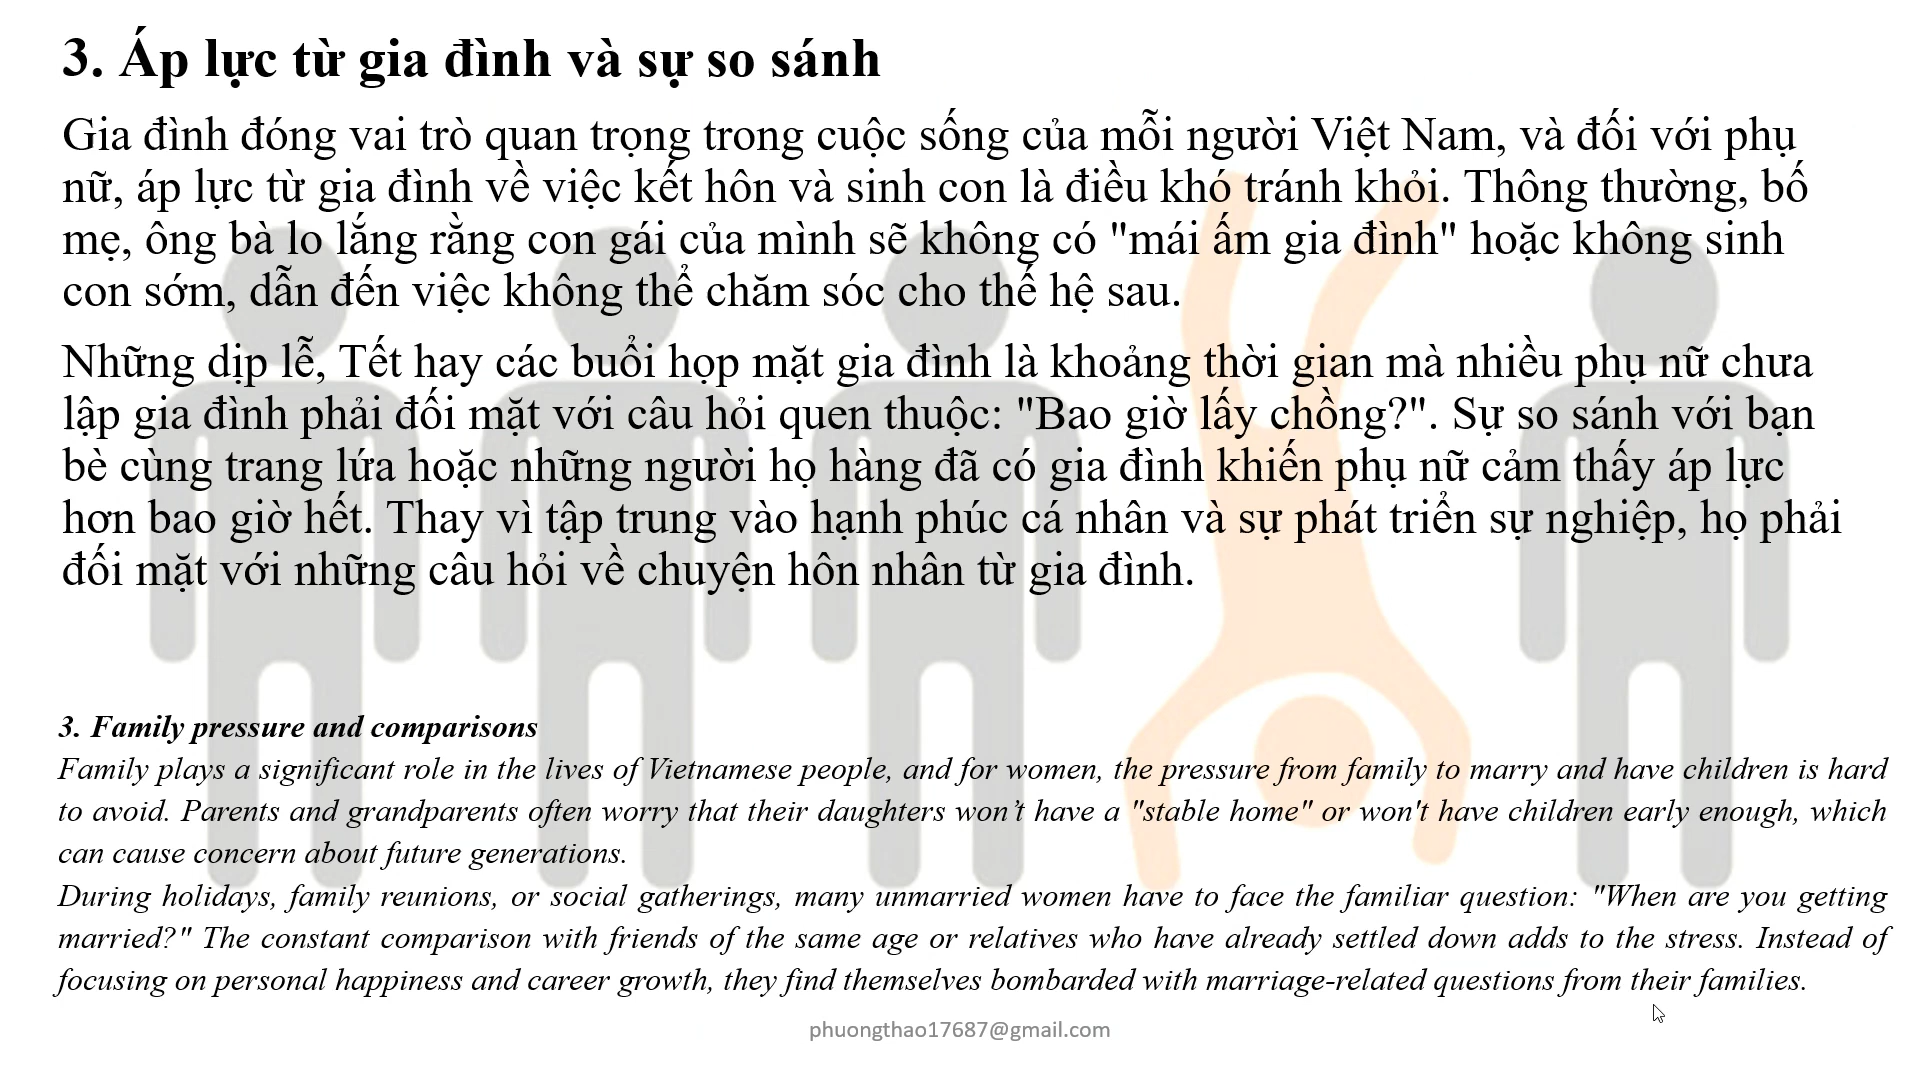 3. Áp lực từ gia đình và sự so sánh
Gia đình đóng vai trò quan trọng trong cuộc sống của mỗi người Việt Nam, và đối với phụ
nữ, áp lực từ gia đình về việc kết hôn và sinh con là điều khó tránh khỏi. Thông thường, bố
mẹ, ông bà lo lắng rằng con gái của mình sẽ không có "mái ấm gia đình" hoặc không sinh
con sớm, dẫn đến việc không thể chăm sóc cho thế hệ sau.
Những dịp lễ, Tết hay các buổi họp mặt gia đình là khoảng thời gian mà nhiều phụ nữ chưa
lập gia đình phải đối mặt với câu hỏi quen thuộc: "Bao giờ lấy chồng?". Sự so sánh với bạn
bè cùng trang lứa hoặc những người họ hàng đã có gia đình khiến phụ nữ cảm thấy áp lực
hơn bao giờ hết. Thay vì tập trung vào hạnh phúc cá nhân và sự phát triển sự nghiệp, họ phải
đối mặt với những câu hỏi về chuyện hôn nhân từ gia đình.
3. Family pressure and comparisons
Family plays a significant role in the lives of Vietnamese people, and for women, the pressure from family to marry and have children is hard
to avoid. Parents and grandparents often worry that their daughters won’t have a "stable home" or won't have children early enough, which
can cause concern about future generations.
During holidays, family reunions, or social gatherings, many unmarried women have to face the familiar question: "When are you getting
married?" The constant comparison with friends of the same age or relatives who have already settled down adds to the stress. Instead of
focusing on personal happiness and career growth, they find themselves bombarded with marriage-related questions from their families.
phuongthao17687@gmail.com